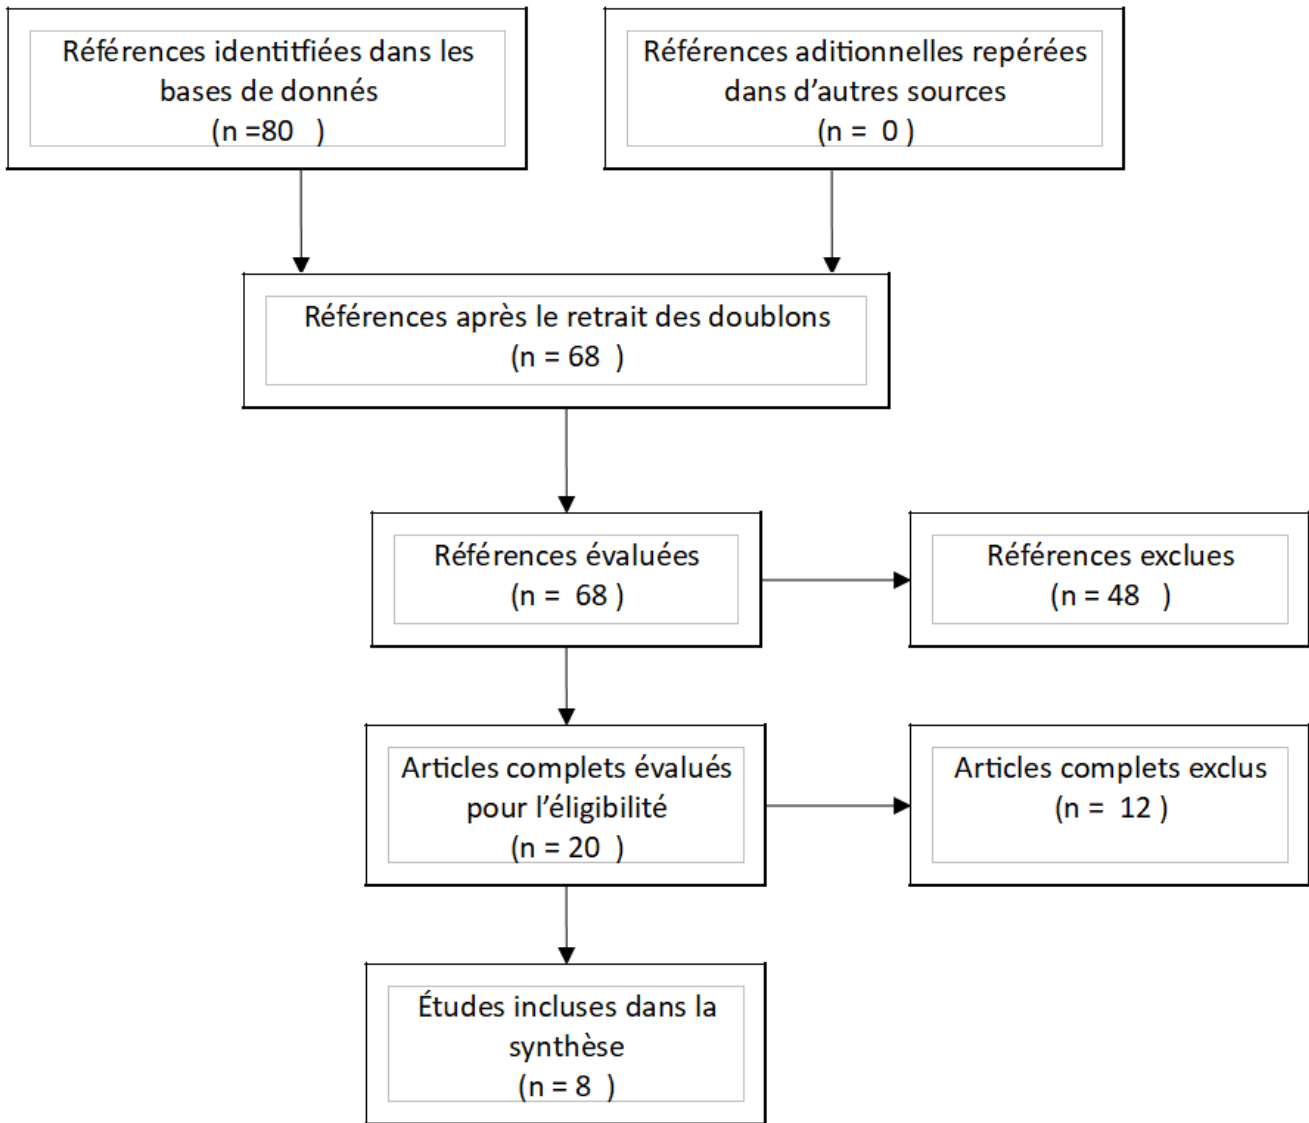 Références identitfiées dans les
bases de donnés
(n =80   )
Références aditionnelles repérées
dans d’autres sources
(n =  0 )
Références après le retrait des doublons
(n = 68  )
Références évaluées
(n =  68 )
Références exclues
(n = 48   )
Articles complets évalués
pour l’éligibilité
(n = 20  )
Articles complets exclus
(n =  12 )
Études incluses dans la
synthèse
(n = 8  )